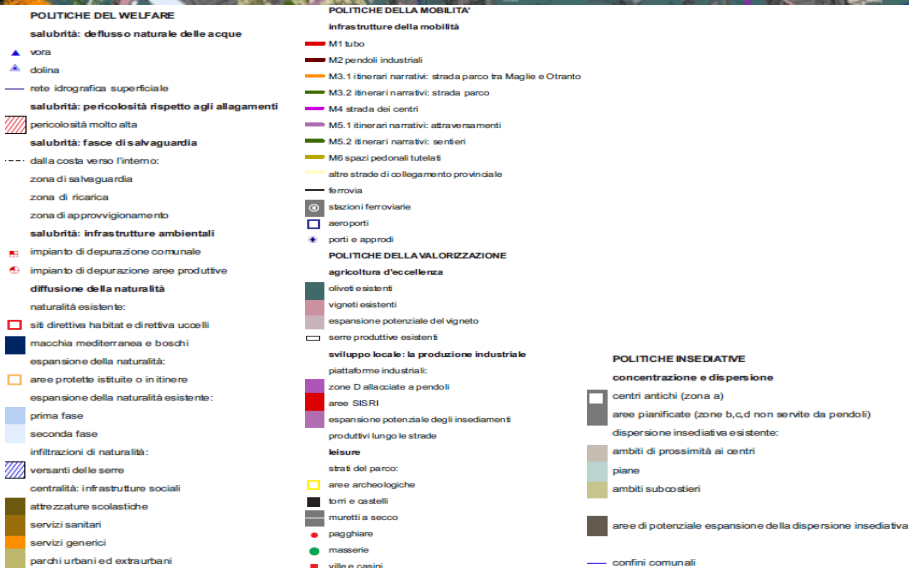 POLITICHE DEL WELFARE
salubrità: deflusso naturale delle acque
vora
dolina
rete idrografica superficiale
salubrità: pericolosità rispetto agli allagamenti
pericolosità molto alta
salubrità: fasce di salvaguardia
dalla costa verso l'interno:
zona di salvaguardia
zona di ricarica
zona di approvvigionamento
salubrità: infrastrutture ambientali
impianto di depurazione comunale
impianto di depurazione aree produttive
diffusione della naturalità
naturalità esistente:
siti direttiva habitat e direttiva uccelli
macchia mediterranea e boschi
espansione della naturalità:
aree protette istituite o in itinere
espansione della naturalità esistente:
prima fase
seconda fase
infiltrazioni di naturalità:
versanti delle serre
centralità: infrastrutture sociali
attrezzature scolastiche
servizi sanitari
servizi generici
parchi urbani ed extraurbani
POLITICHE DELLA MOBILITA'
infrastrutture della mobilità
M1 tubo
M2 pendoli industriali
M3.1 itinerari narrativi: strada parco tra Maglie e Otranto
M3.2 itinerari narrativi: strada parco
M4 strada dei centri
M5.1 itinerari narrativi: attraversamenti
M5.2 itinerari narrativi: sentieri
M6 spazi pedonali tutelati
altre strade di collegamento provinciale
ferrovia
stazioni ferroviarie
aeroporti
porti e approdi
POLITICHE DELLA VALORIZZAZIONE
agricoltura d'eccellenza
oliveti esistenti
vigneti esistenti
espansione potenziale del vigneto
serre produttive esistenti
sviluppo locale: la produzione industriale
piattaforme industriali:
zone D allacciate a pendoli
aree SISRI
espansione potenziale degli insediamenti
produttivi lungo le strade
leisure
strati del parco:
aree archeologiche
torri e castelli
muretti a secco
pagghiare
masserie
ville e casini
POLITICHE INSEDIATIVE
concentrazione e dispersione
centri antichi (zona a)
aree pianificate (zone b,c,d non servite da pendoli)
dispersione insediativa esistente:
ambiti di prossimità ai centri
piane
ambiti subcostieri
aree di potenziale espansione della dispersione insediativa
confini comunali